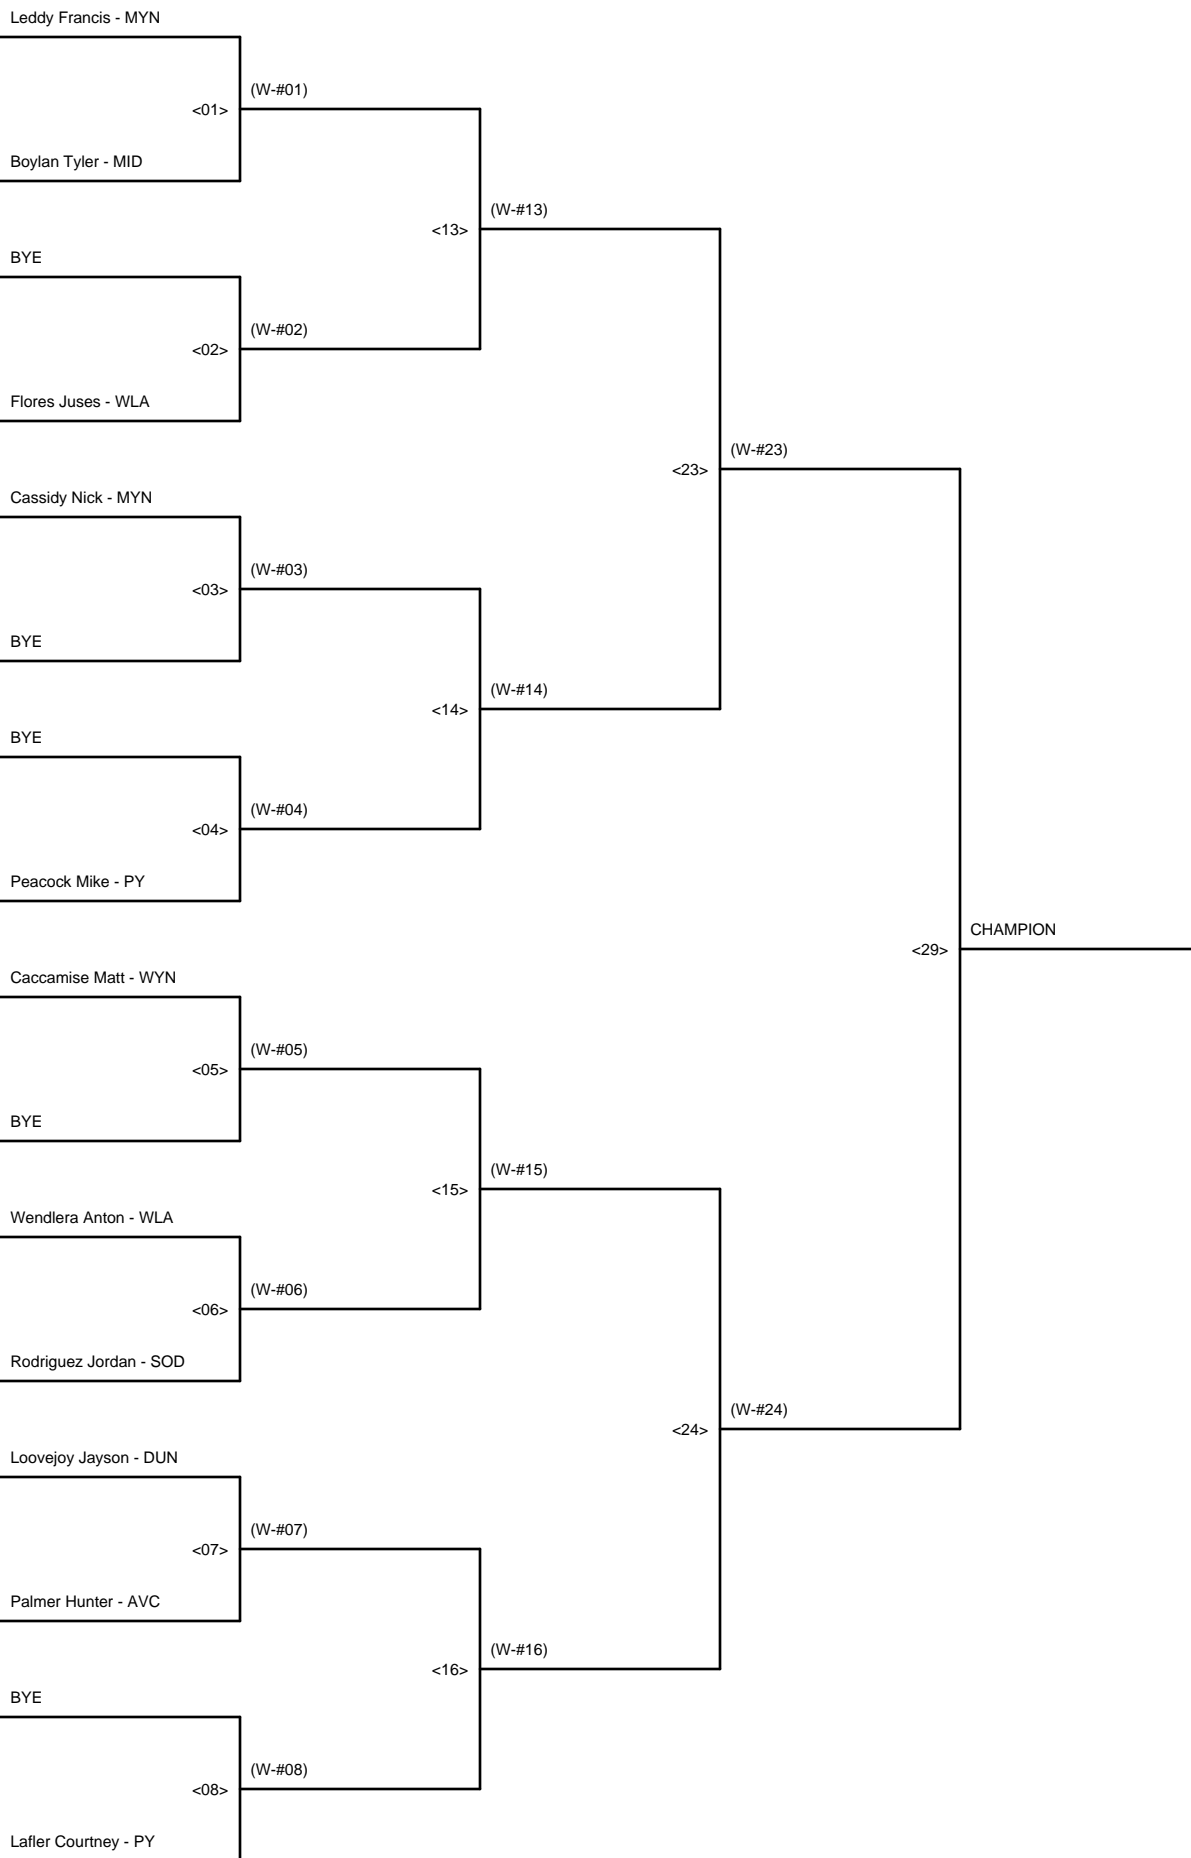 Leddy Francis - MYN
(W-#01)
<01>
Boylan Tyler - MID
(W-#13)
<13>
BYE
(W-#02)
<02>
Flores Juses - WLA
(W-#23)
<23>
Cassidy Nick - MYN
(W-#03)
<03>
BYE
(W-#14)
<14>
BYE
(W-#04)
<04>
Peacock Mike - PY
CHAMPION
<29>
Caccamise Matt - WYN
(W-#05)
<05>
BYE
(W-#15)
<15>
Wendlera Anton - WLA
(W-#06)
<06>
Rodriguez Jordan - SOD
(W-#24)
<24>
Loovejoy Jayson - DUN
(W-#07)
<07>
Palmer Hunter - AVC
(W-#16)
<16>
BYE
(W-#08)
<08>
Lafler Courtney - PY